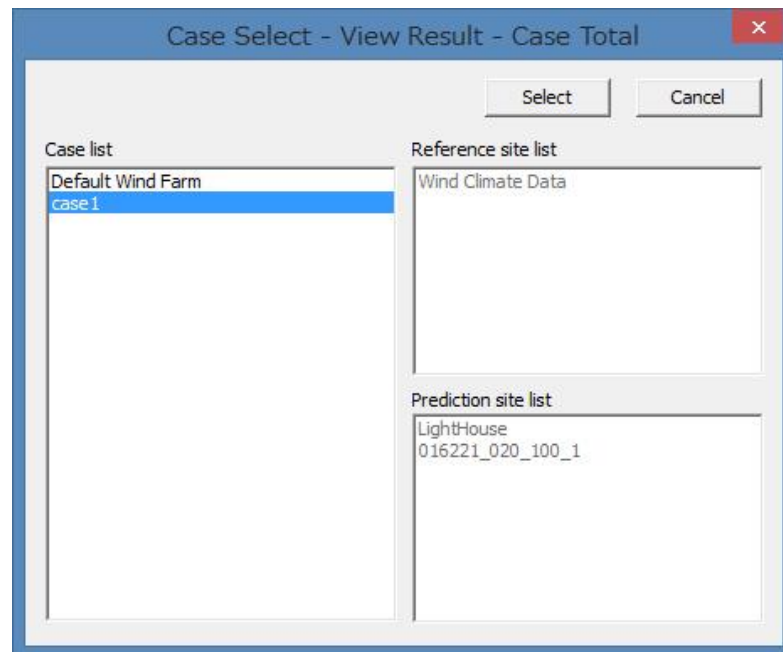 Case Select - View Result - Case Total
Select
Cancel
Case list
Default Wind Farm
case1
Reference site list
Wind Climate Data
Prediction site list
LightHouse
016221_020_100_1